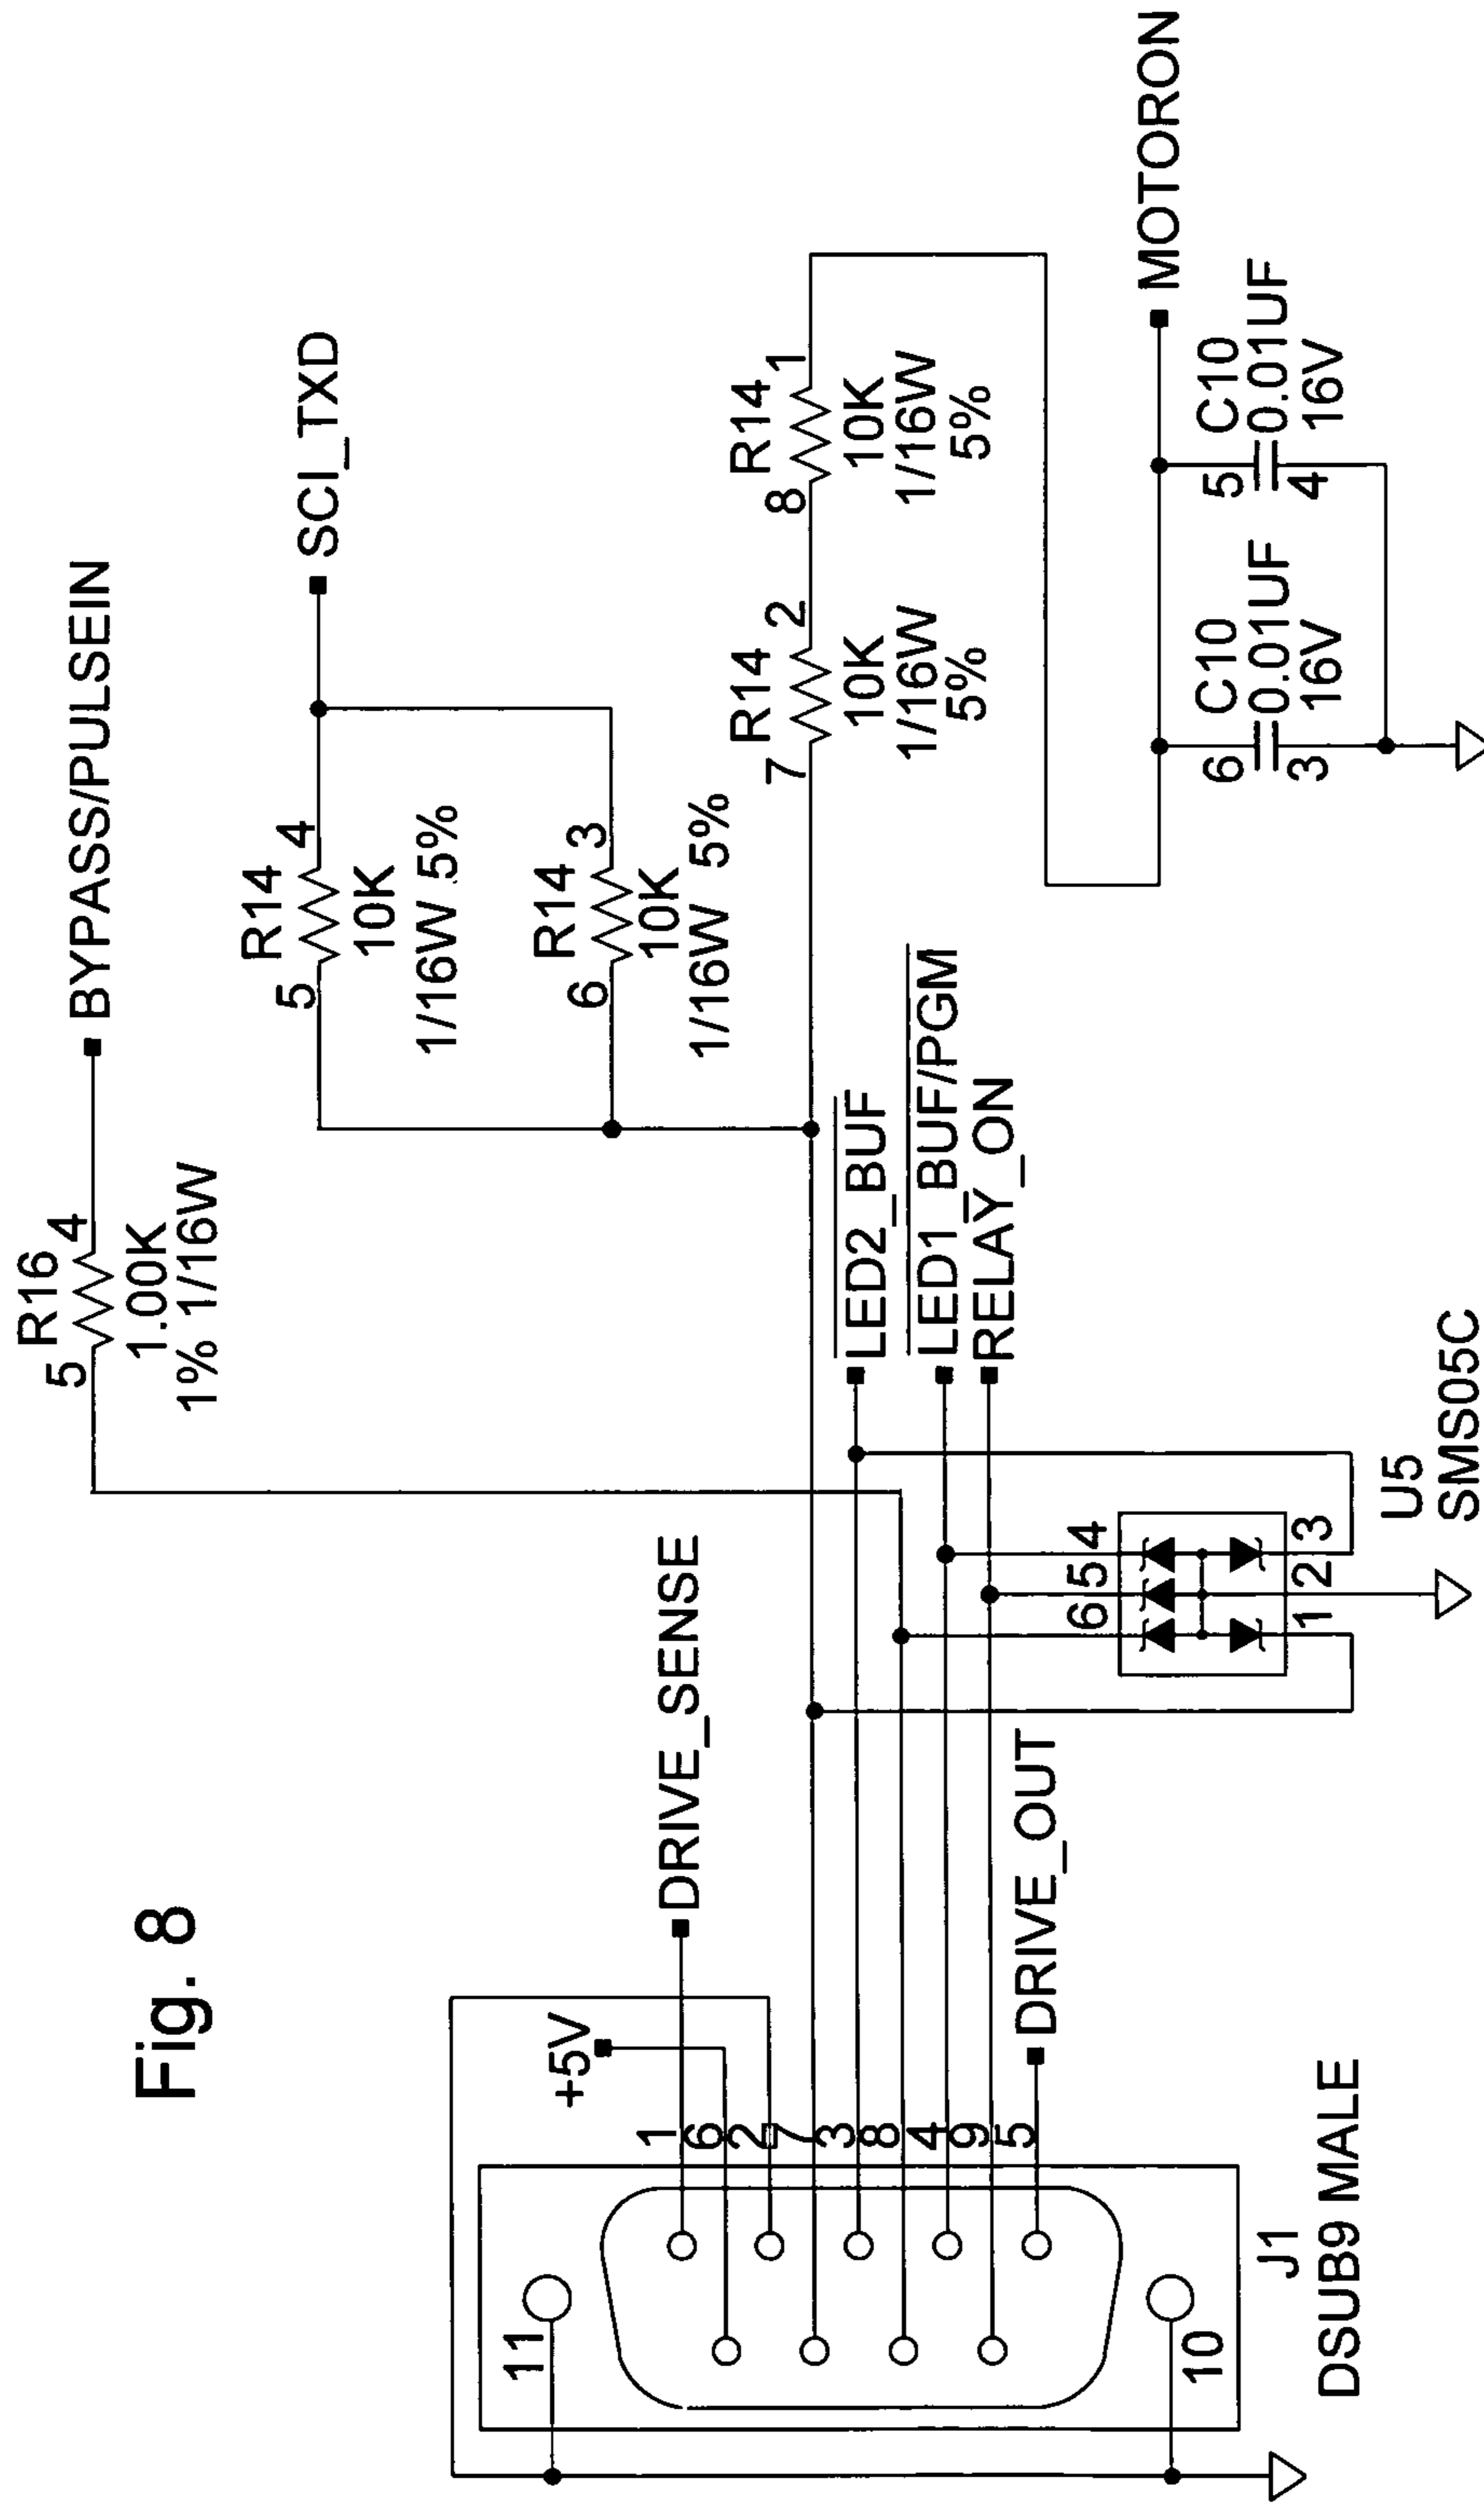 Fig. 8
R16
5
4
1.00K
1% 1/16W
BYPASS/PULSEIN
R14
5
4
10K
1/16W 5%
SCI_TXD
R14
6
3
10K
1/16W 5%
R14
7
2
10K
1/16W
5%
R14
8
1
10K
1/16W
5%
+5V
DRIVE_SENSE
LED2_BUF
LED1_BUF/PGM
RELAY_ON
DRIVE_OUT
11
1
6
2
7
3
8
4
9
5
10
J1
DSUB9 MALE
6
5
4
1
2
3
U5
SMS05C
MOTORON
6
3
C10
0.01UF
16V
5
4
C10
0.01UF
16V